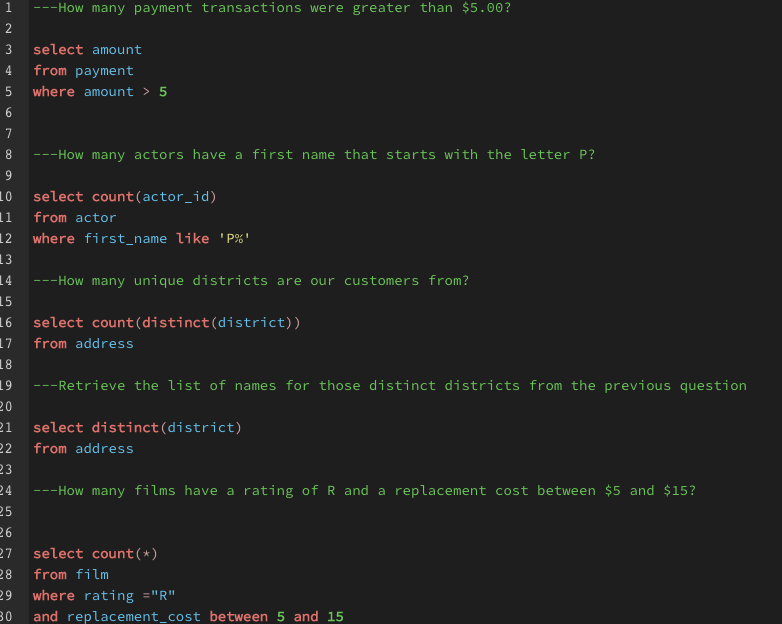 1 ---How many payment transactions were greater than $5.00?
2
3 select amount
4 from payment
5 where amount > 5
6
7
8 ---How many actors have a first name that starts with the letter P?
9
10 select count(actor_id)
11 from actor
12 where first_name like 'P%'
13
14 ---How many unique districts are our customers from?
15
16 select count(distinct(district))
17 from address
18
19 ---Retrieve the list of names for those distinct districts from the previous question
20
21 select distinct(district)
22 from address
23
24 ---How many films have a rating of R and a replacement cost between $5 and $15?
25
26
27 select count(*)
28 from film
29 where rating ="R"
30 and replacement_cost between 5 and 15